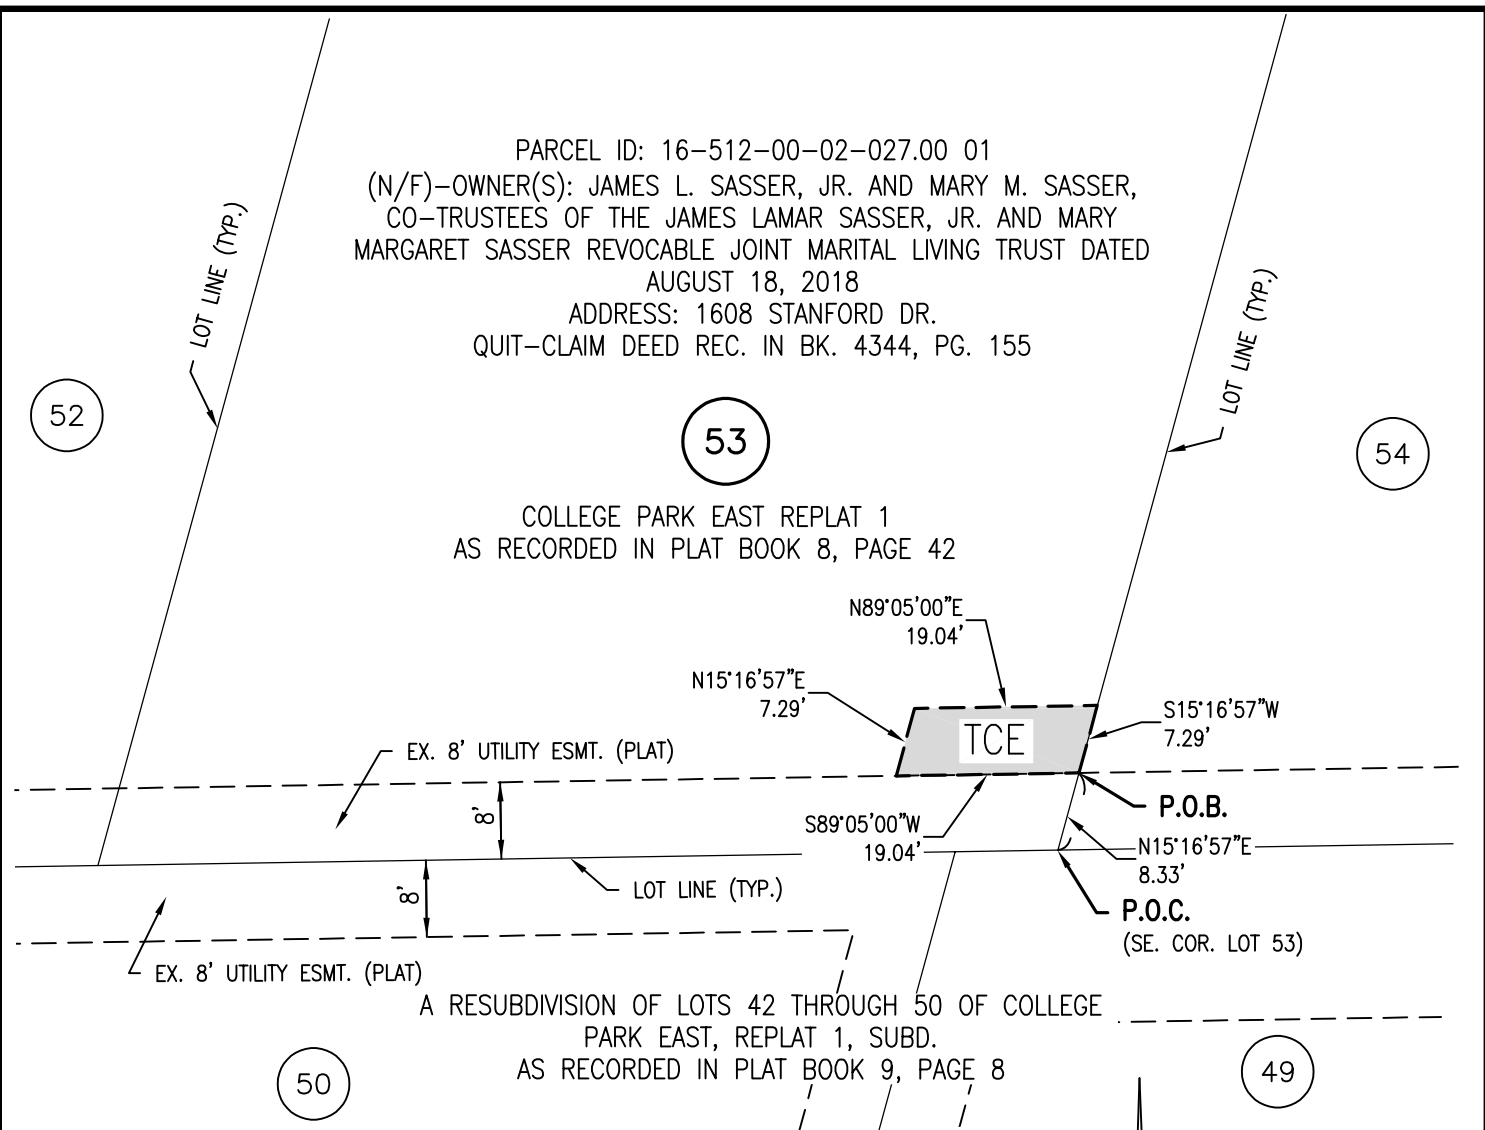 PARCEL ID: 16-512-00-02-027.00 01
(N/F)-OWNER(S): JAMES L. SASSER, JR. AND MARY M. SASSER,
CO-TRUSTEES OF THE JAMES LAMAR SASSER, JR. AND MARY
MARGARET SASSER REVOCABLE JOINT MARITAL LIVING TRUST DATED
AUGUST 18, 2018
ADDRESS: 1608 STANFORD DR.
QUIT-CLAIM DEED REC. IN BK. 4344, PG. 155
LOT LINE (TYP.)
LOT LINE (TYP.)
52
53
54
COLLEGE PARK EAST REPLAT 1
AS RECORDED IN PLAT BOOK 8, PAGE 42
N89°05'00"E
19.04'
N15°16'57"E
7.29'
S15°16'57"W
7.29'
TCE
EX. 8' UTILITY ESMT. (PLAT)
8'
P.O.B.
S89°05'00"W
19.04'
N15°16'57"E
8.33'
LOT LINE (TYP.)
8'
P.O.C.
(SE. COR. LOT 53)
EX. 8' UTILITY ESMT. (PLAT)
A RESUBDIVISION OF LOTS 42 THROUGH 50 OF COLLEGE
PARK EAST, REPLAT 1, SUBD.
AS RECORDED IN PLAT BOOK 9, PAGE 8
50
49